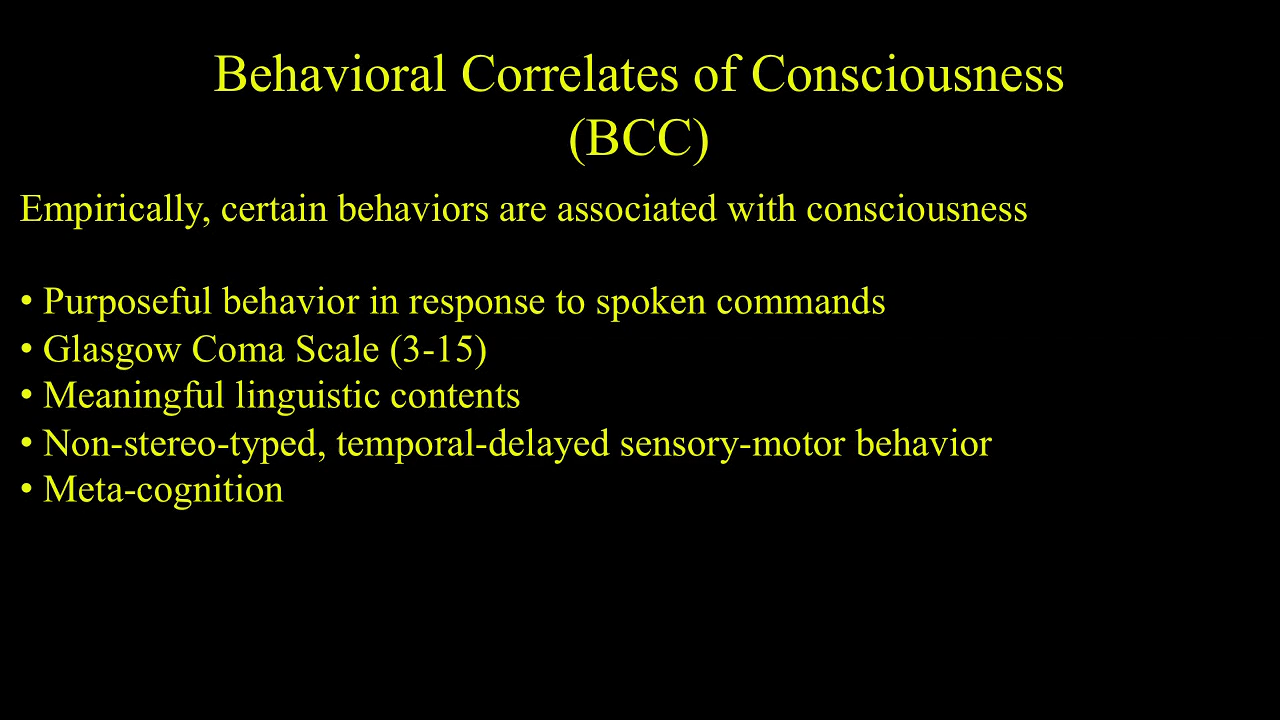 Behavioral Correlates of Consciousness
(BCC)
Empirically, certain behaviors are associated with consciousness
• Purposeful behavior in response to spoken commands
• Glasgow Coma Scale (3-15)
• Meaningful linguistic contents
• Non-stereo-typed, temporal-delayed sensory-motor behavior
• Meta-cognition